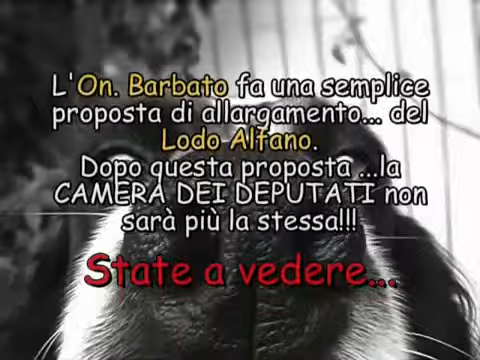 L'On. Barbato fa una semplice
proposta di allargamento... del
Lodo Alfano.
Dopo questa proposta ...la
CAMERA DEI DEPUTATI non
sarà più la stessa!!!
State a vedere...